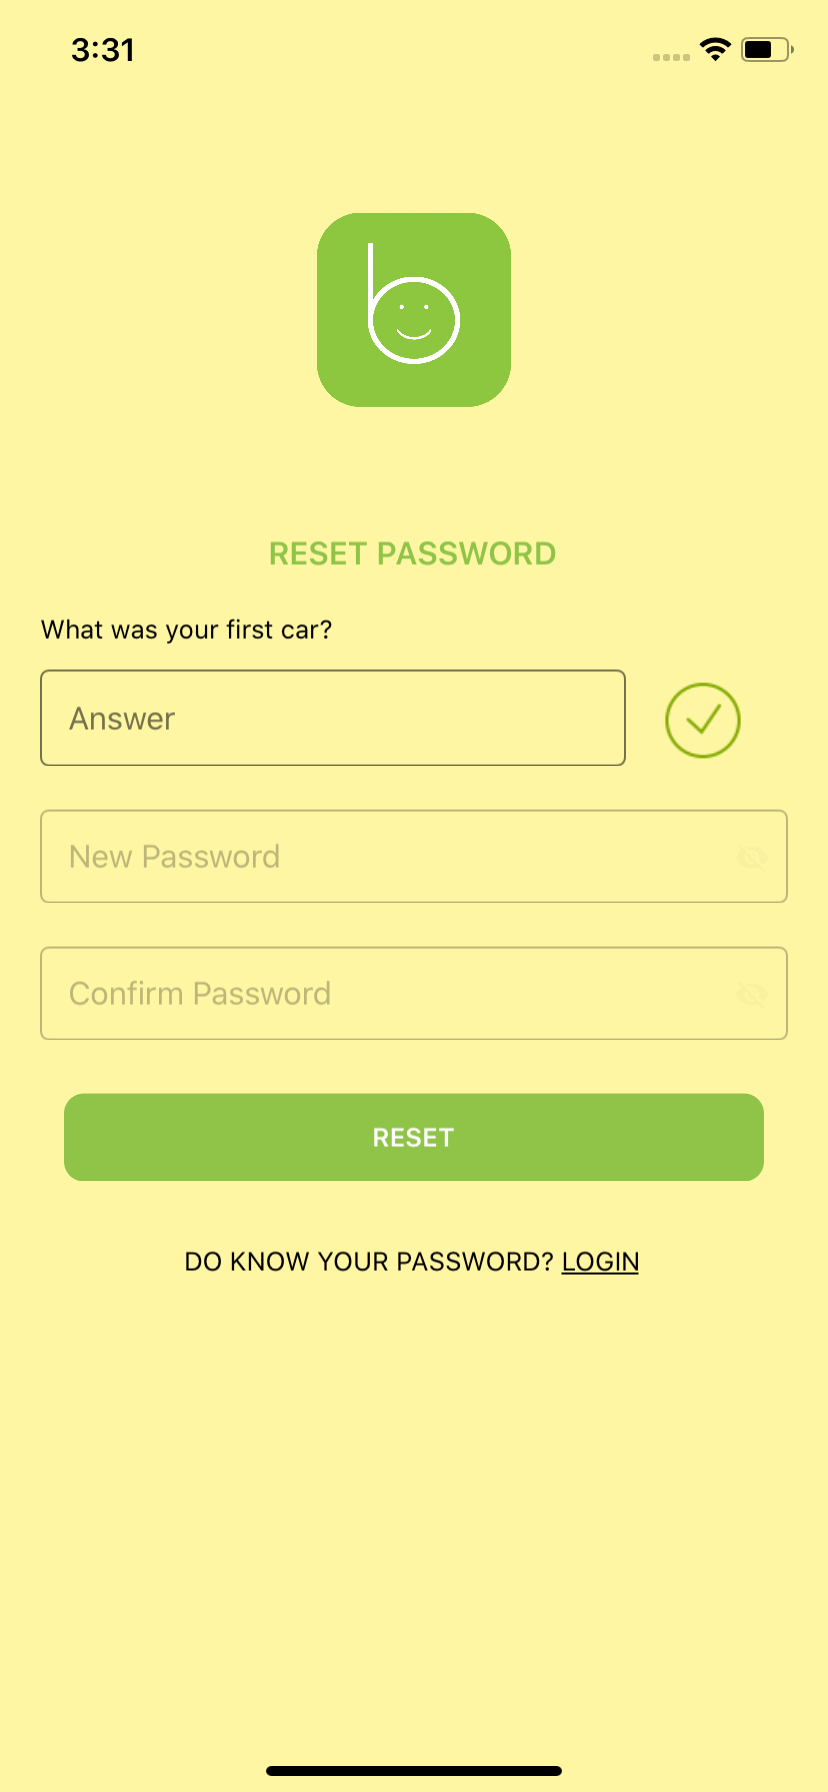 3:31
RESET PASSWORD
What was your first car?
Answer
New Password
Confirm Password
RESET
DO KNOW YOUR PASSWORD? LOGIN